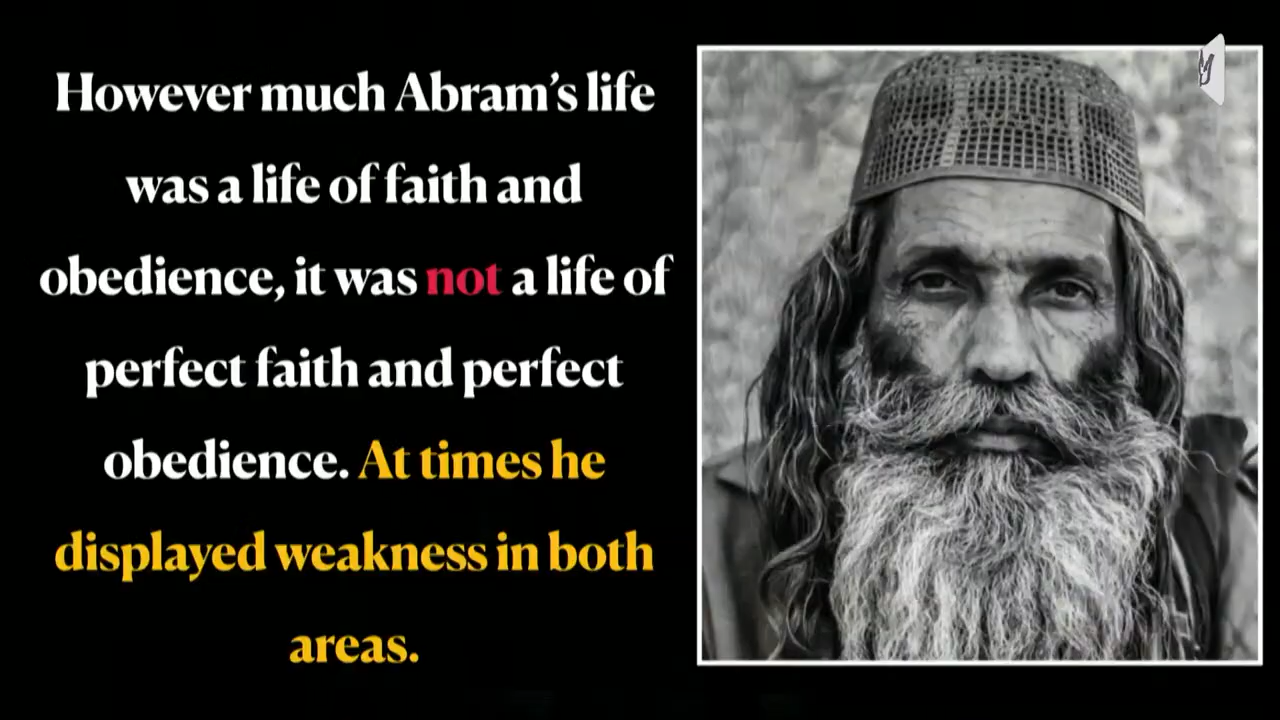 However much Abram’s life
was a life of faith and
obedience, it was not a life of
perfect faith and perfect
obedience. At times he
displayed weakness in both
areas.